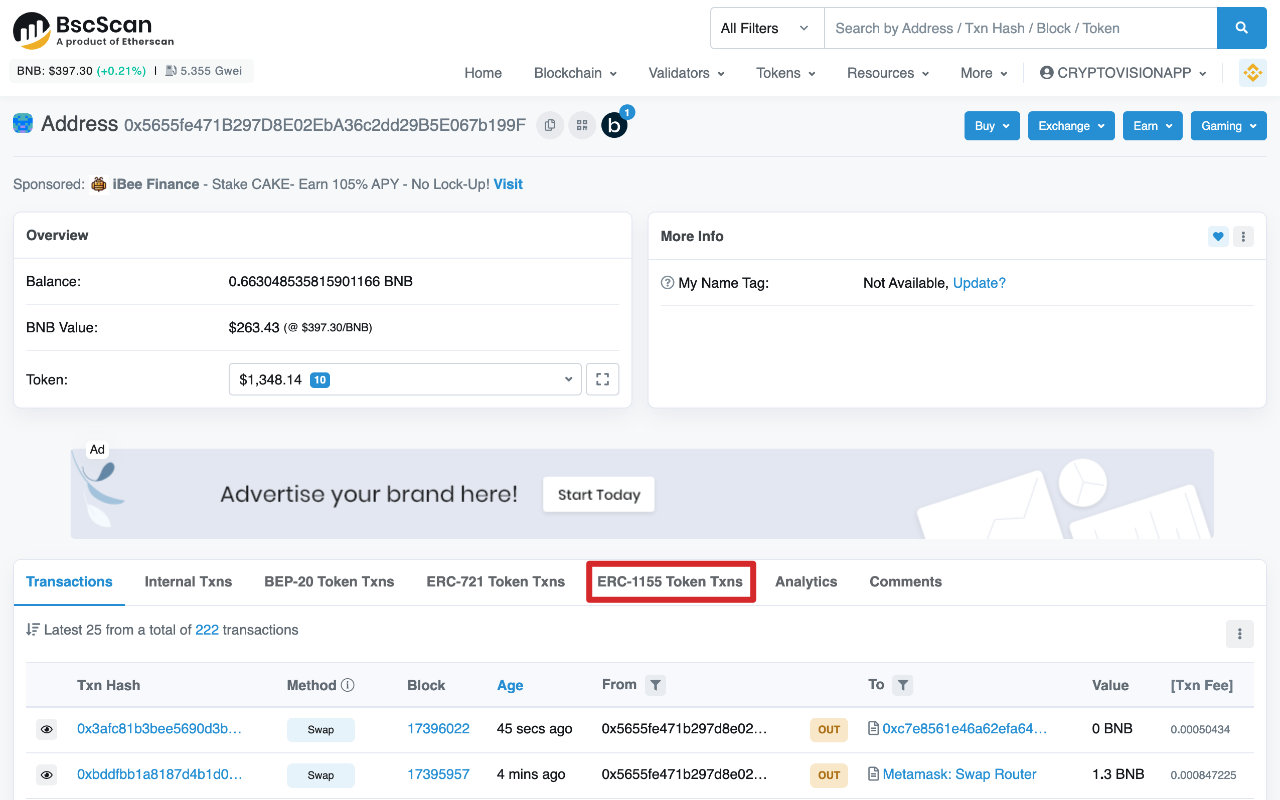 BscScan
A product of Etherscan
All Filters
Search by Address / Txn Hash / Block / Token
BNB: $397.30 (+0.21%) | 5.355 Gwei
Home Blockchain Validators Tokens Resources More CRYPTOVISIONAPP
Address 0x5655fe471B297D8E02EbA36c2dd29B5E067b199F b 1
Buy Exchange Earn Gaming
Sponsored: iBee Finance - Stake CAKE- Earn 105% APY - No Lock-Up! Visit
Overview
Balance: 0.663048535815901166 BNB
BNB Value: $263.43 (@ $397.30/BNB)
Token: $1,348.14 10
More Info
My Name Tag: Not Available, Update?
Ad
Advertise your brand here! Start Today
Transactions Internal Txns BEP-20 Token Txns ERC-721 Token Txns ERC-1155 Token Txns Analytics Comments
Latest 25 from a total of 222 transactions
Txn Hash Method Block Age From To Value [Txn Fee]
0x3afc81b3bee5690d3b... Swap 17396022 45 secs ago 0x5655fe471b297d8e02... OUT 0xc7e8561e46a62efa64... 0 BNB 0.00050434
0xbddfbb1a8187d4b1d0... Swap 17395957 4 mins ago 0x5655fe471b297d8e02... OUT Metamask: Swap Router 1.3 BNB 0.000847225